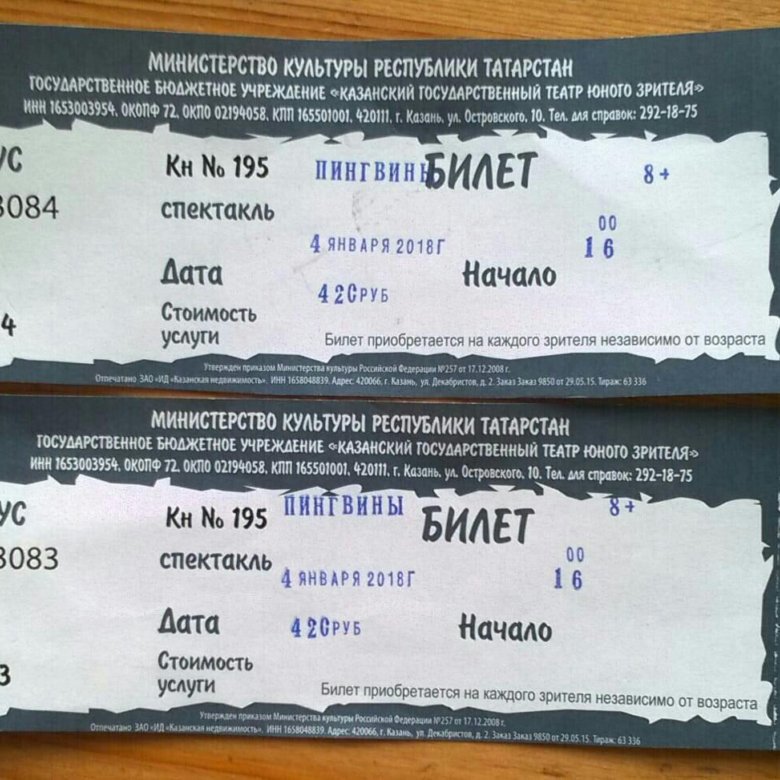 МИНИСТЕРСТВО КУЛЬТУРЫ РЕСПУБЛИКИ ТАТАРСТАН
ГОСУДАРСТВЕННОЕ БЮДЖЕТНОЕ УЧРЕЖДЕНИЕ «КАЗАНСКИЙ ГОСУДАРСТВЕННЫЙ ТЕАТР ЮНОГО ЗРИТЕЛЯ»
ИНН 1653003954, ОКОПФ 72, ОКПО 02194058, КПП 165501001, 420111, г. Казань, ул. Островского, 10. Тел. для справок: 292-18-75
УС Кн № 195 ПИНГВИНЫ БИЛЕТ 8+
3084 спектакль
4 ЯНВАРЯ 2018Г 16 00
Дата Начало
420РУБ
4 Стоимость
услуги Билет приобретается на каждого зрителя независимо от возраста
Утвержден приказом Министерства культуры Российской Федерации №257 от 17.12.2008 г.
Отпечатано ЗАО «ИД «Казанская недвижимость», ИНН 1658048839, Адрес: 420066, г. Казань, ул. Декабристов, д. 2. Заказ Заказ 9850 от 29.05.15. Тираж: 63 336
МИНИСТЕРСТВО КУЛЬТУРЫ РЕСПУБЛИКИ ТАТАРСТАН
ГОСУДАРСТВЕННОЕ БЮДЖЕТНОЕ УЧРЕЖДЕНИЕ «КАЗАНСКИЙ ГОСУДАРСТВЕННЫЙ ТЕАТР ЮНОГО ЗРИТЕЛЯ»
ИНН 1653003954, ОКОПФ 72, ОКПО 02194058, КПП 165501001, 420111, г. Казань, ул. Островского, 10. Тел. для справок: 292-18-75
УС Кн № 195 ПИНГВИНЫ БИЛЕТ 8+
3083 спектакль
4 ЯНВАРЯ 2018Г 16 00
Дата 420РУБ Начало
3 Стоимость
услуги Билет приобретается на каждого зрителя независимо от возраста
Утвержден приказом Министерства культуры Российской Федерации №257 от 17.12.2008 г.
Отпечатано ЗАО «ИД «Казанская недвижимость», ИНН 1658048839, Адрес: 420066, г. Казань, ул. Декабристов, д. 2. Заказ Заказ 9850 от 29.05.15. Тираж: 63 336